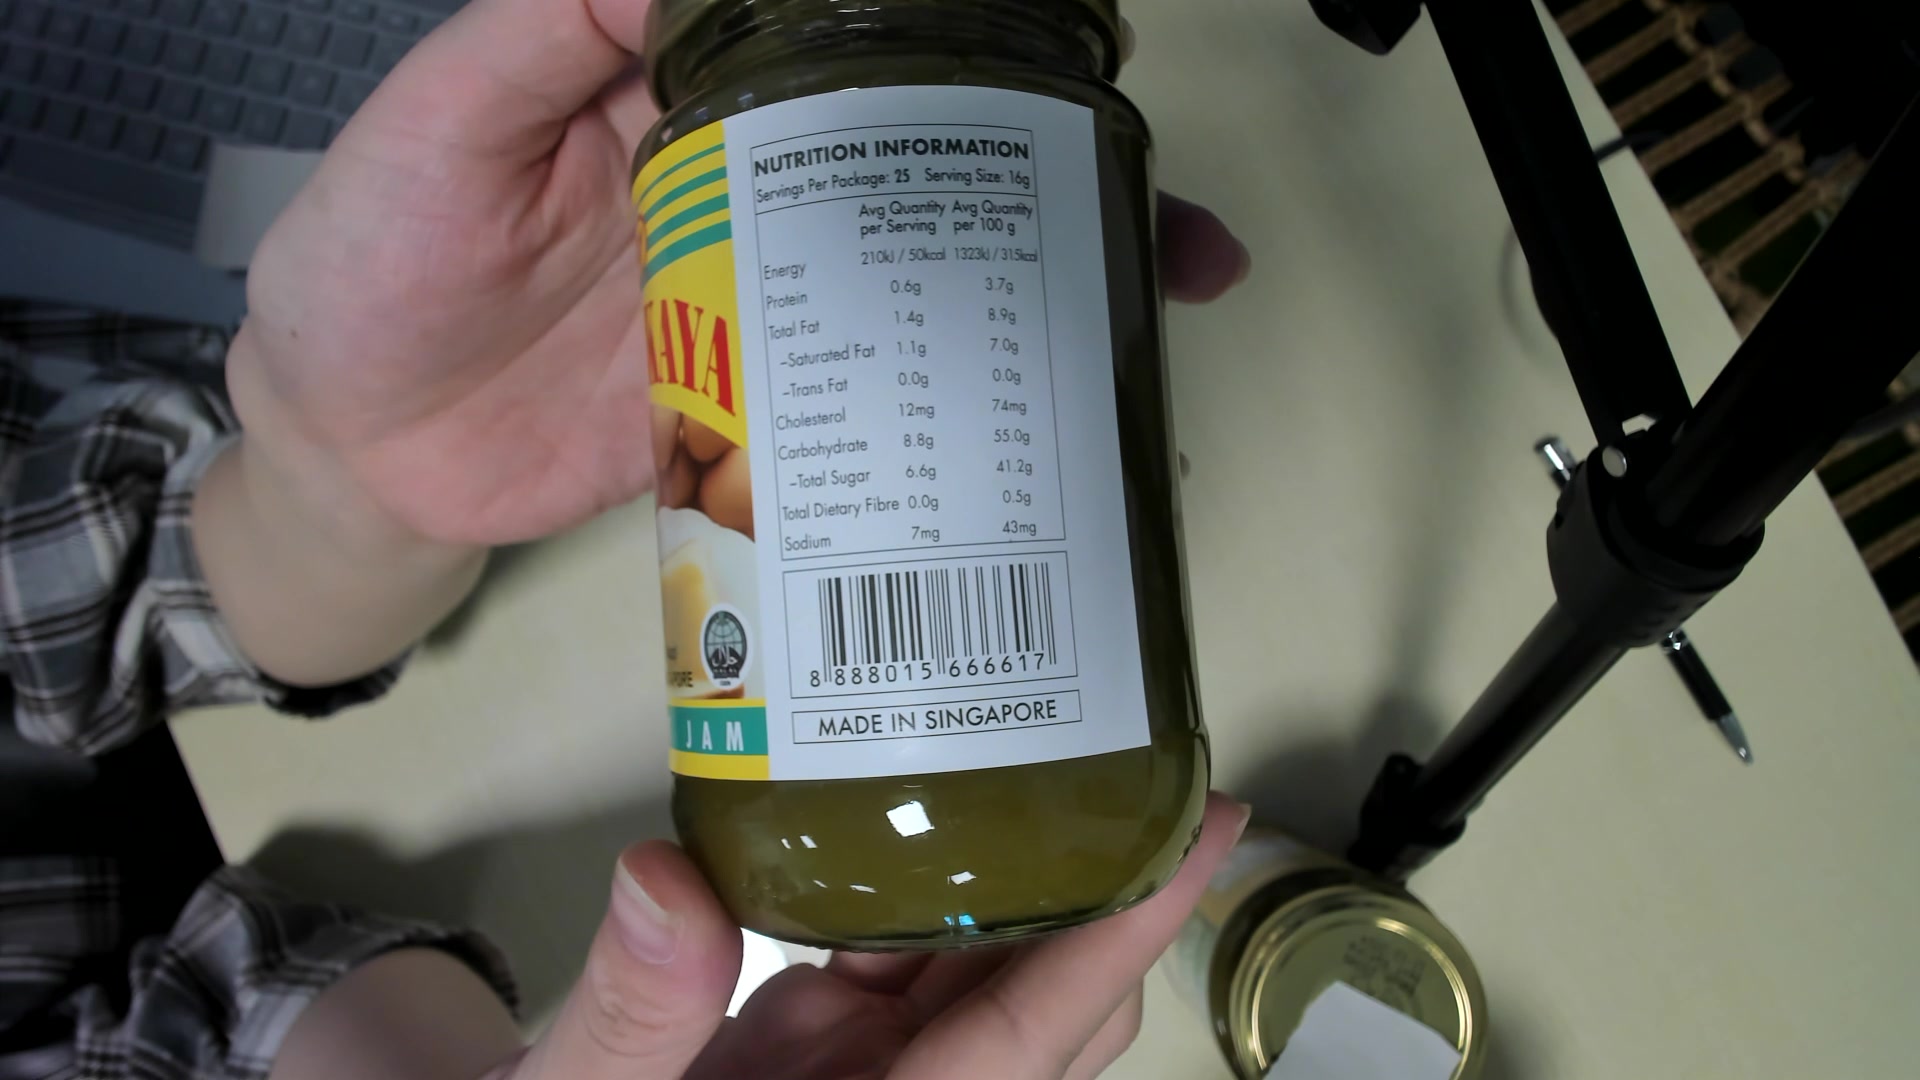 NUTRITION INFORMATION
Servings Per Package: 25 Serving Size: 16g
Avg Quantity per Serving Avg Quantity per 100 g
Energy 210kJ / 50kcal 1323kJ / 315kcal
Protein 0.6g 3.7g
Total Fat 1.4g 8.9g
–Saturated Fat 1.1g 7.0g
–Trans Fat 0.0g 0.0g
Cholesterol 12mg 74mg
Carbohydrate 8.8g 55.0g
–Total Sugar 6.6g 41.2g
Total Dietary Fibre 0.0g 0.5g
Sodium 7mg 43mg
8 888015 666617
MADE IN SINGAPORE
KAYA
حلال
JAM